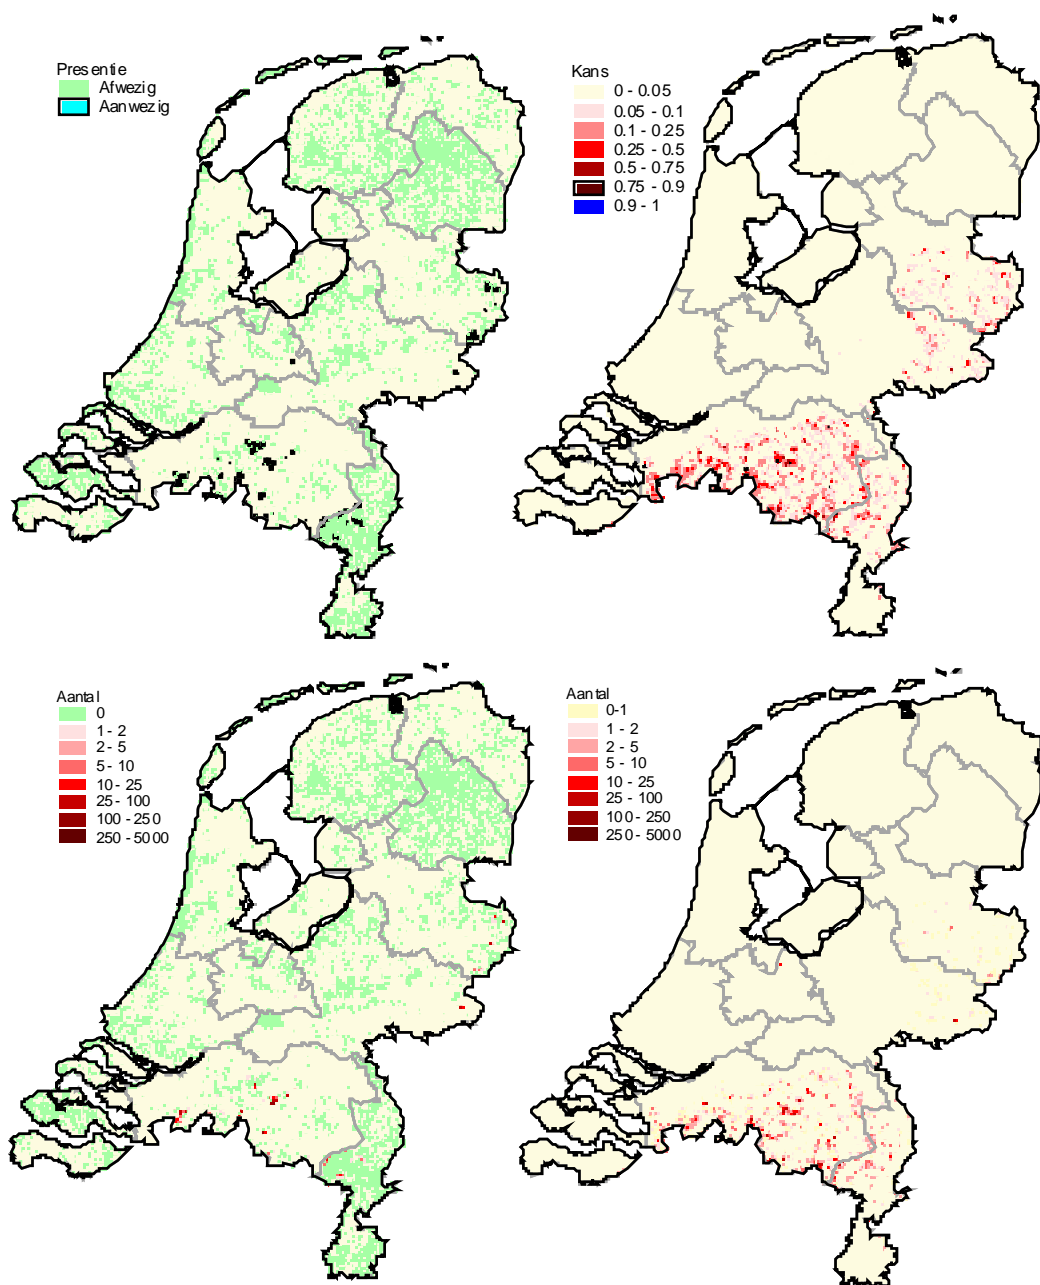 Presentie
Afwezig
Aanwezig
Kans
0 - 0.05
0.05 - 0.1
0.1 - 0.25
0.25 - 0.5
0.5 - 0.75
0.75 - 0.9
0.9 - 1
Aantal
0
1 - 2
2 - 5
5 - 10
10 - 25
25 - 100
100 - 250
250 - 5000
Aantal
0-1
1 - 2
2 - 5
5 - 10
10 - 25
25 - 100
100 - 250
250 - 5000